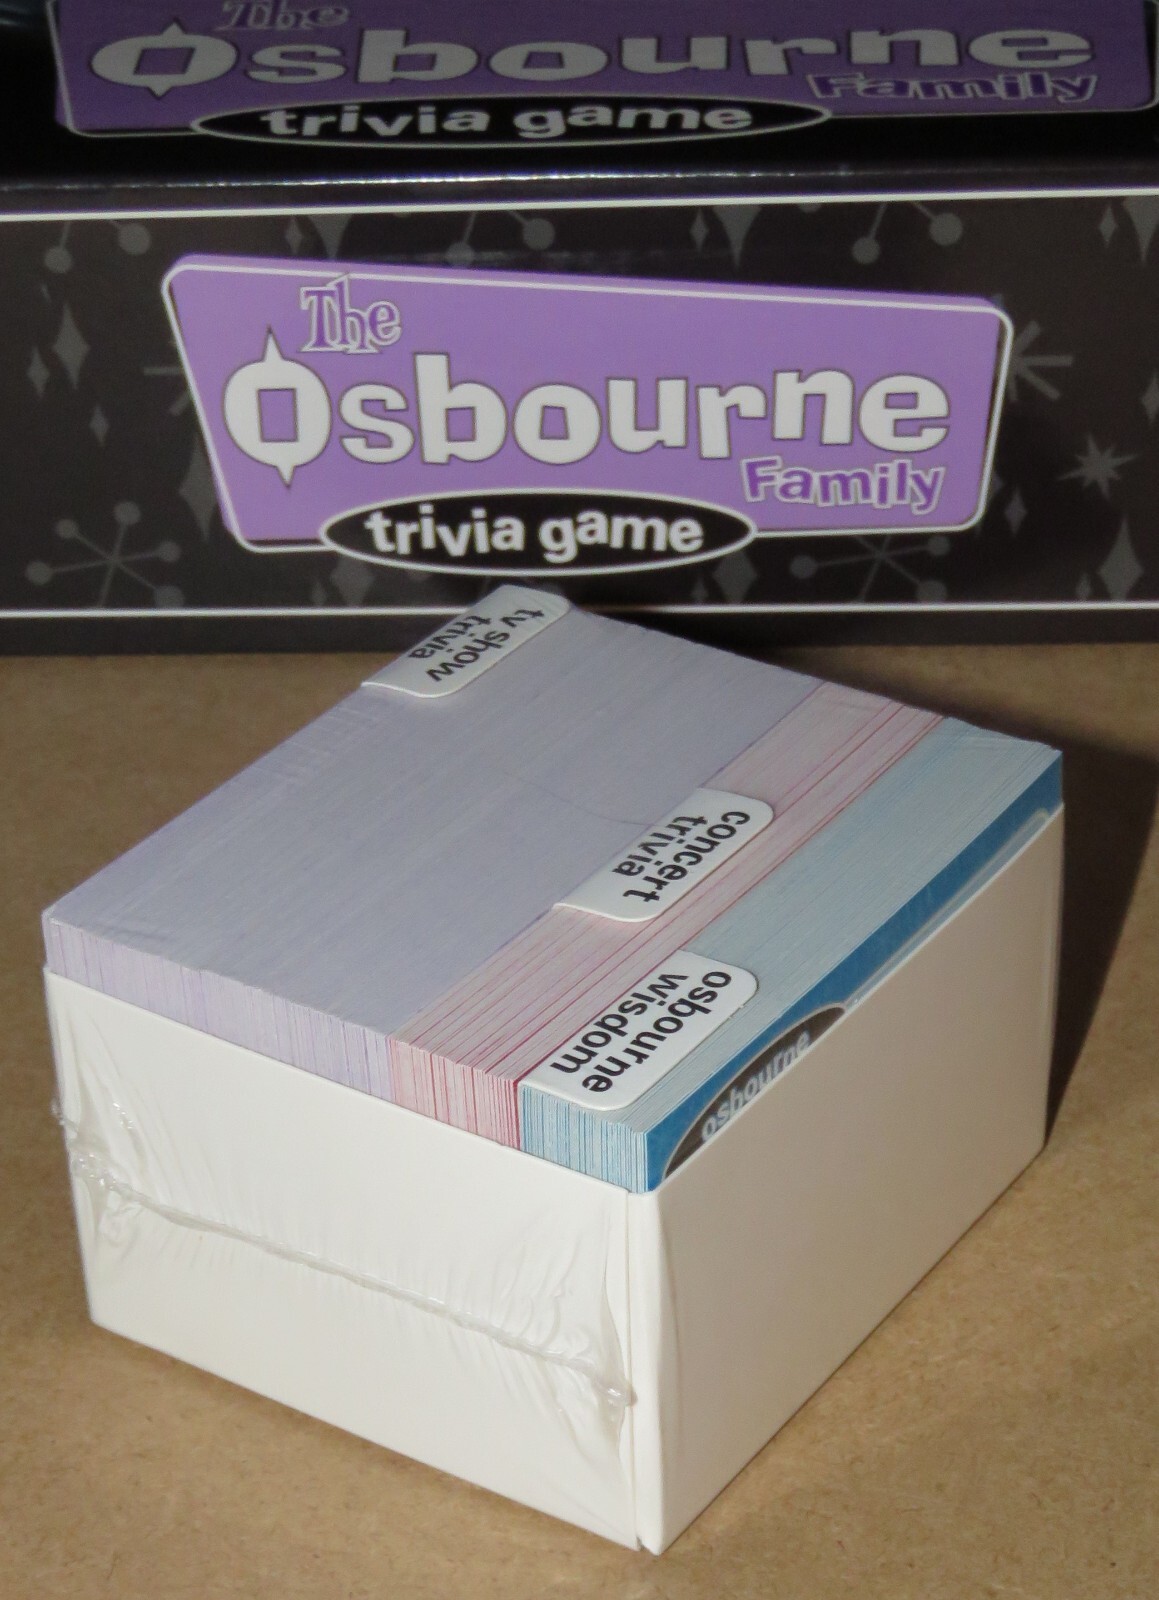 The
Osbourne
Family
trivia game
The
Osbourne
Family
trivia game
tv show
trivia
concert
trivia
osbourne
wisdom
osbourne